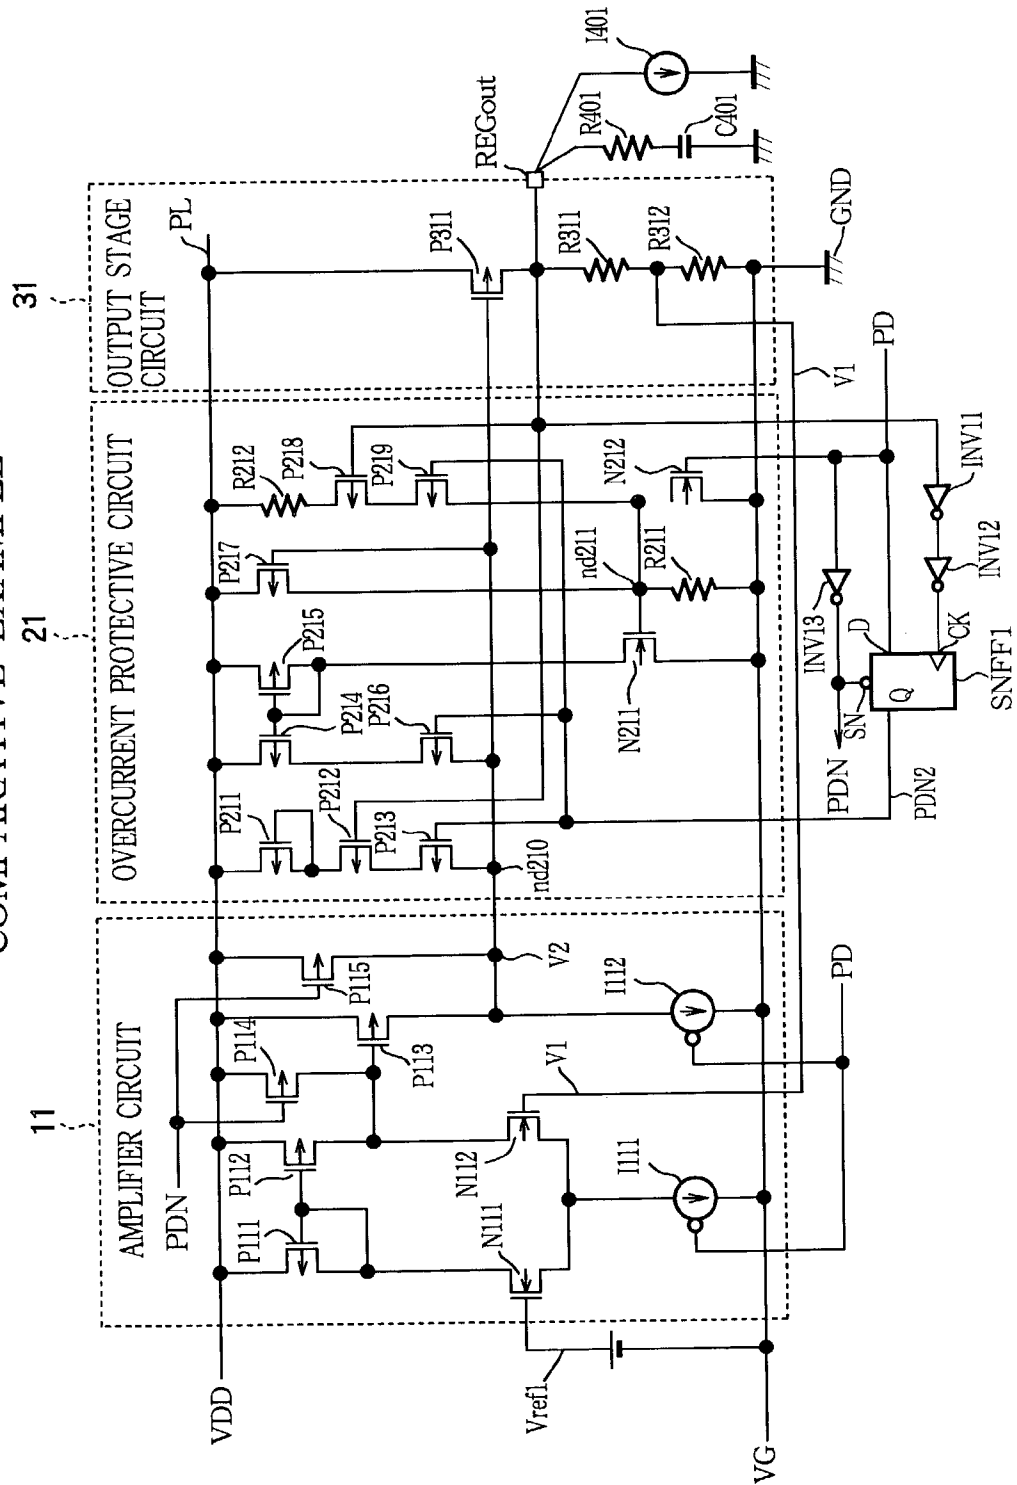 COMPARATIVE EXAMPLE
11
AMPLIFIER CIRCUIT
21
OVERCURRENT PROTECTIVE CIRCUIT
31
OUTPUT STAGE
CIRCUIT
VDD
PDN
P111
P112
P114
P113
P115
N111
N112
V1
V2
I111
I112
PD
Vref1
VG
P211
P212
P213
nd210
P214
P216
P215
P217
R212
P218
P219
nd211
N211
R211
N212
PL
P311
R311
R312
GND
REGout
R401
C401
I401
V1
PD
INV11
INV12
INV13
PDN
SN
D
Q
CK
SNFF1
PDN2